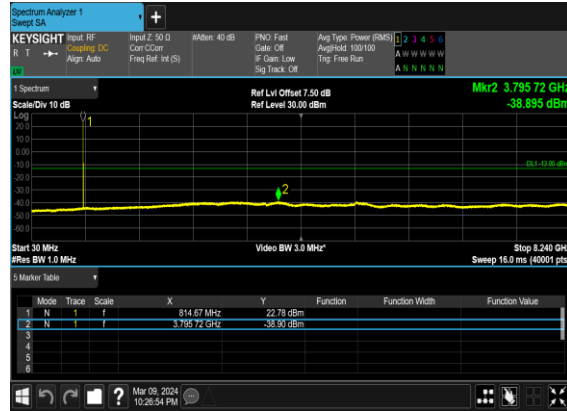 Spectrum Analyzer 1
Swept SA
+
KEYSIGHT Input: RF Input Z: 50 Ω #Atten: 40 dB PNO: Fast Avg Type: Power (RMS) 1 2 3 4 5 6
R T Coupling: DC Corr CCorr Gate: Off Avg|Hold: 100/100 A W W W W W
Align: Auto Freq Ref: Int (S) IF Gain: Low Trig: Free Run
Sig Track: Off A N N N N N
1 Spectrum Ref Lvl Offset 7.50 dB Mkr2 3.795 72 GHz
Scale/Div 10 dB Ref Level 30.00 dBm -38.895 dBm
Log
20.0
10.0
0.00
-10.0
-20.0
-30.0
-40.0
-50.0
-60.0
1
DL1 -13.00 dBm
2
Start 30 MHz Video BW 3.0 MHz* Stop 8.240 GHz
#Res BW 1.0 MHz Sweep 16.0 ms (40001 pts)
5 Marker Table
Mode Trace Scale X Y Function Function Width Function Value
1 N 1 f 814.67 MHz 22.78 dBm
2 N 1 f 3.795 72 GHz -38.90 dBm
3
4
5
6
? Mar 09, 2024
10:26:54 PM